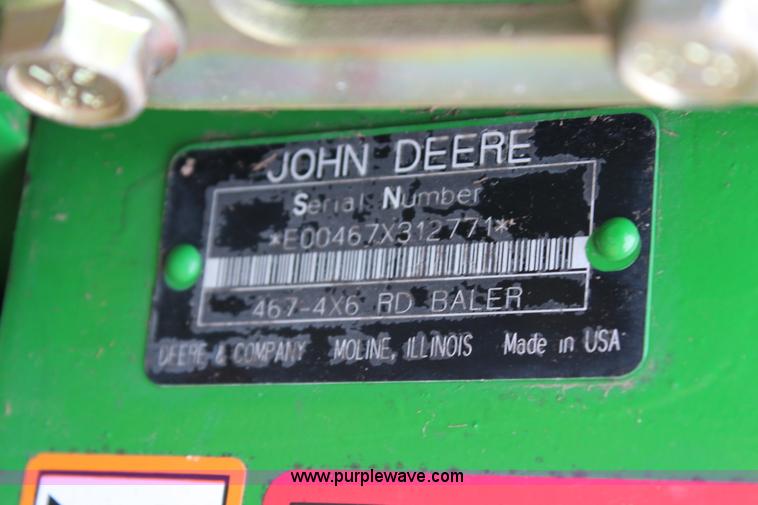 JOHN DEERE
Serial Number
*E00467X312771*
467-4X6 RD BALER
DEERE & COMPANY MOLINE, ILLINOIS Made in USA
www.purplewave.com